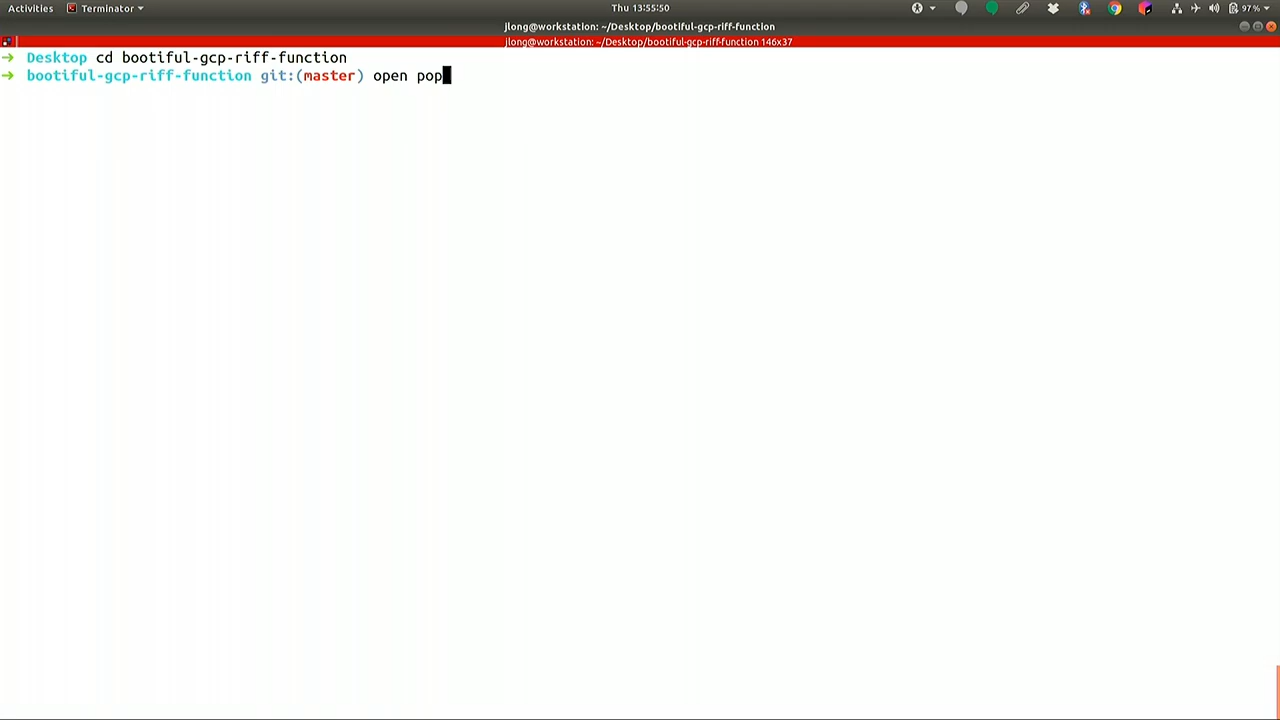 Activities Terminator Thu 13:55:50 97%
jlong@workstation: ~/Desktop/bootiful-gcp-riff-function
jlong@workstation: ~/Desktop/bootiful-gcp-riff-function 146x37
→ Desktop cd bootiful-gcp-riff-function
→ bootiful-gcp-riff-function git:(master) open pop